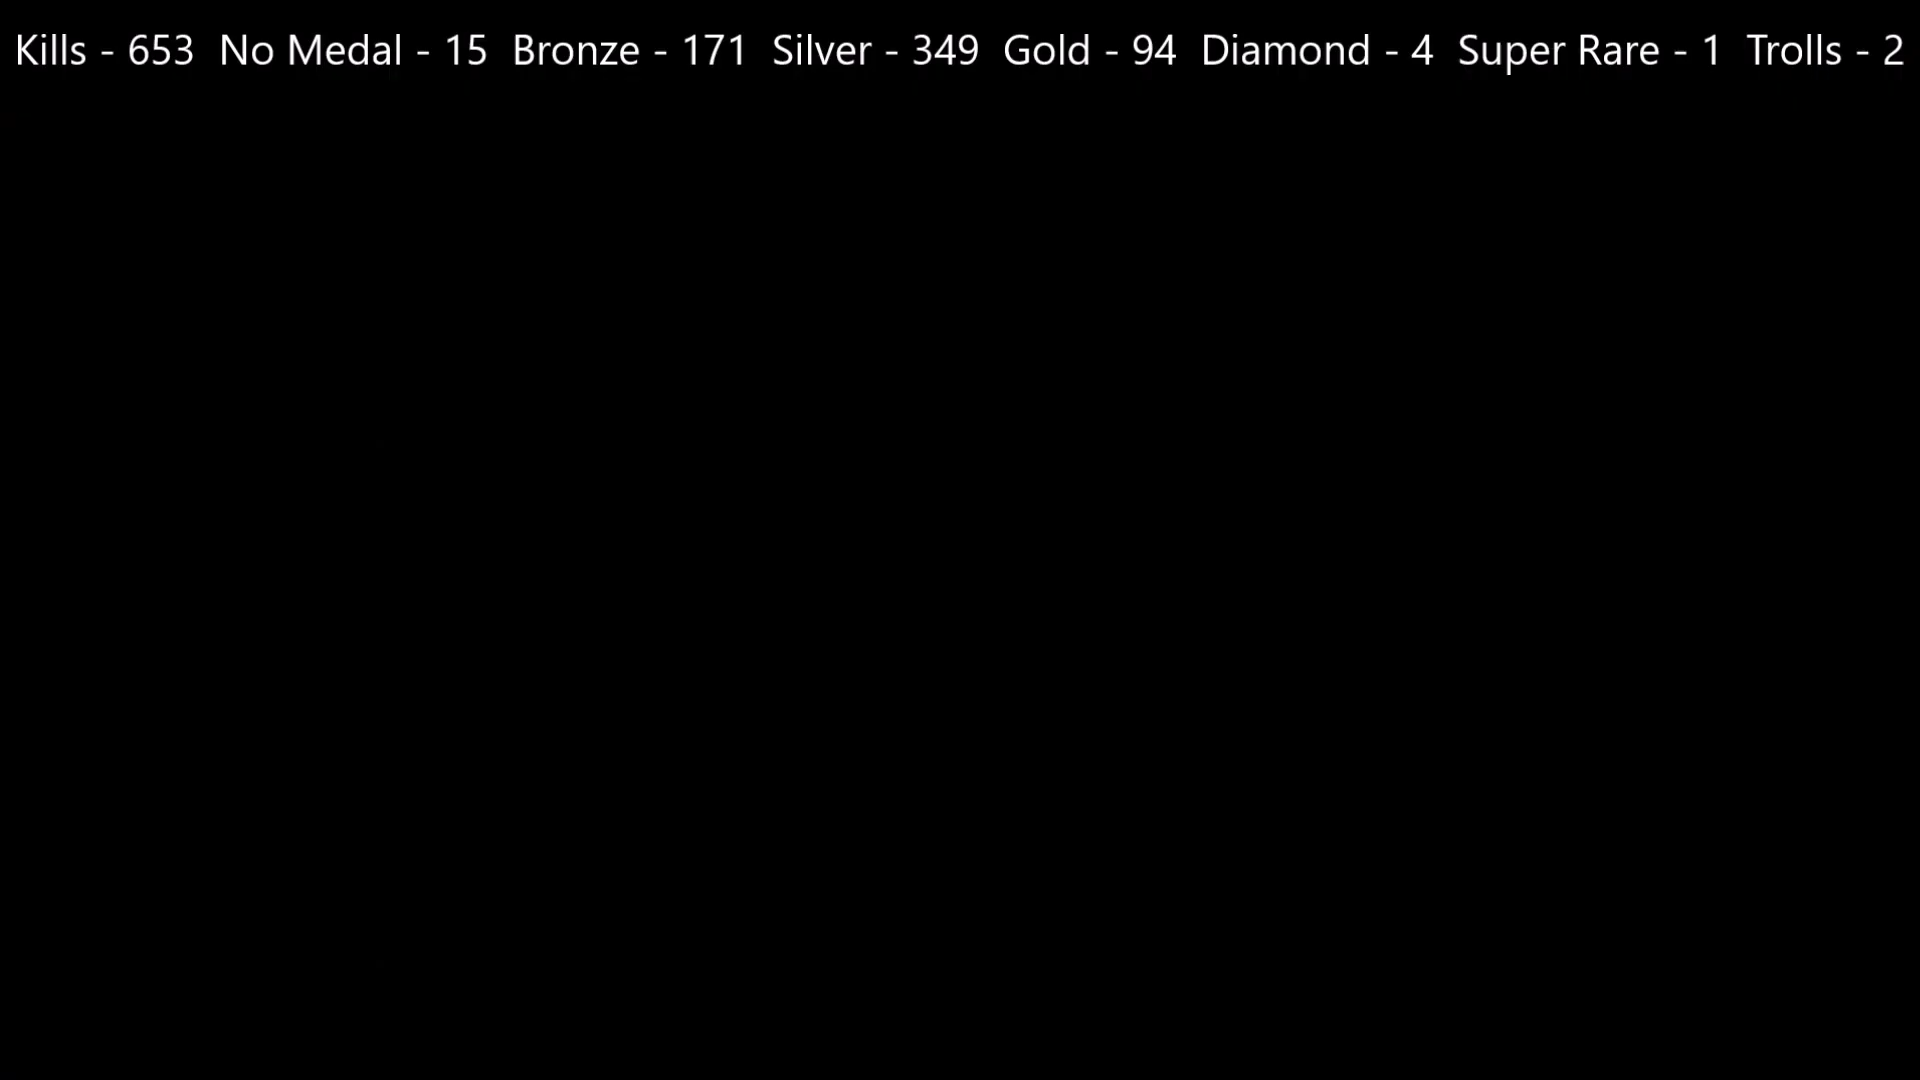 Kills - 653 No Medal - 15 Bronze - 171 Silver - 349 Gold - 94 Diamond - 4 Super Rare - 1 Trolls - 2